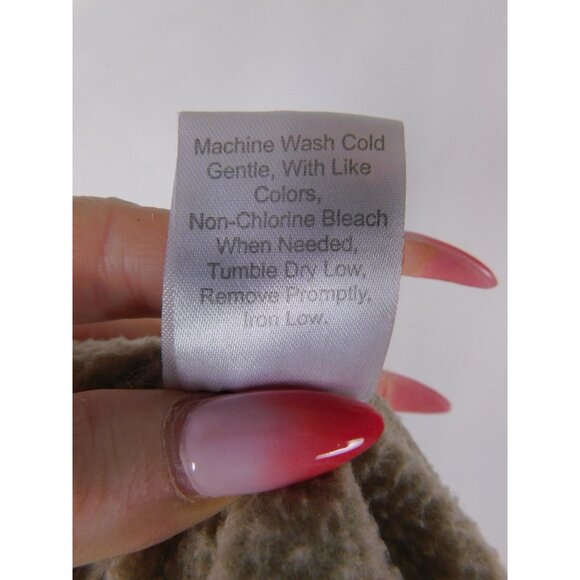 Machine Wash Cold
Gentle, With Like
Colors,
Non-Chlorine Bleach
When Needed,
Tumble Dry Low,
Remove Promptly,
Iron Low.